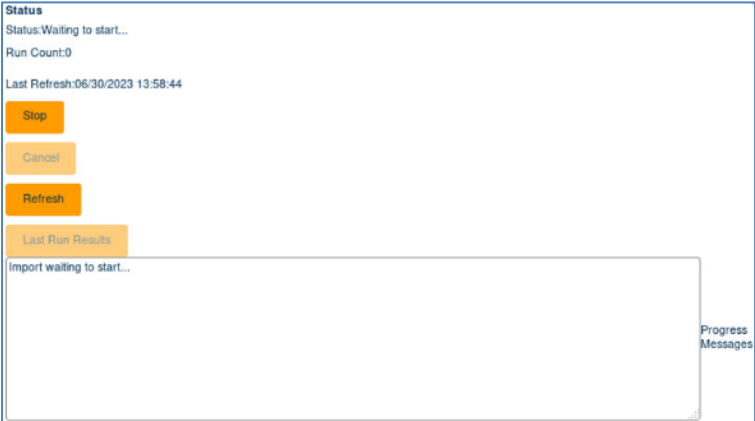 Status
Status:Waiting to start...
Run Count:0
Last Refresh:06/30/2023 13:58:44
Stop
Cancel
Refresh
Last Run Results
Import waiting to start...
Progress
Messages